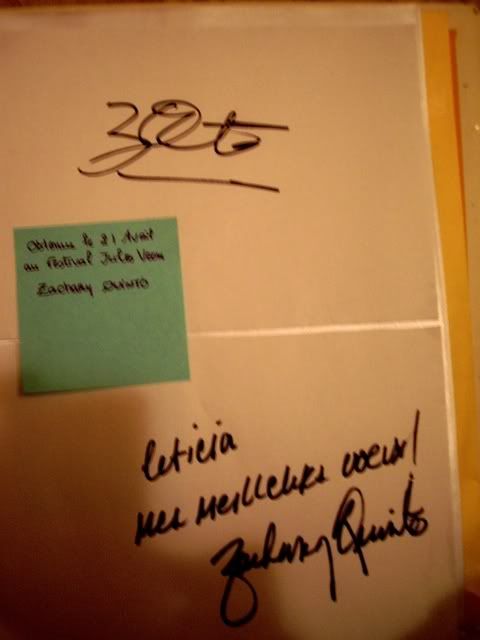 Obtenu le 21 Avril
au Festival Jules Verne
Zachary QUINTO
leticia
Mes meilleurs voeux!
Zachary Quinto